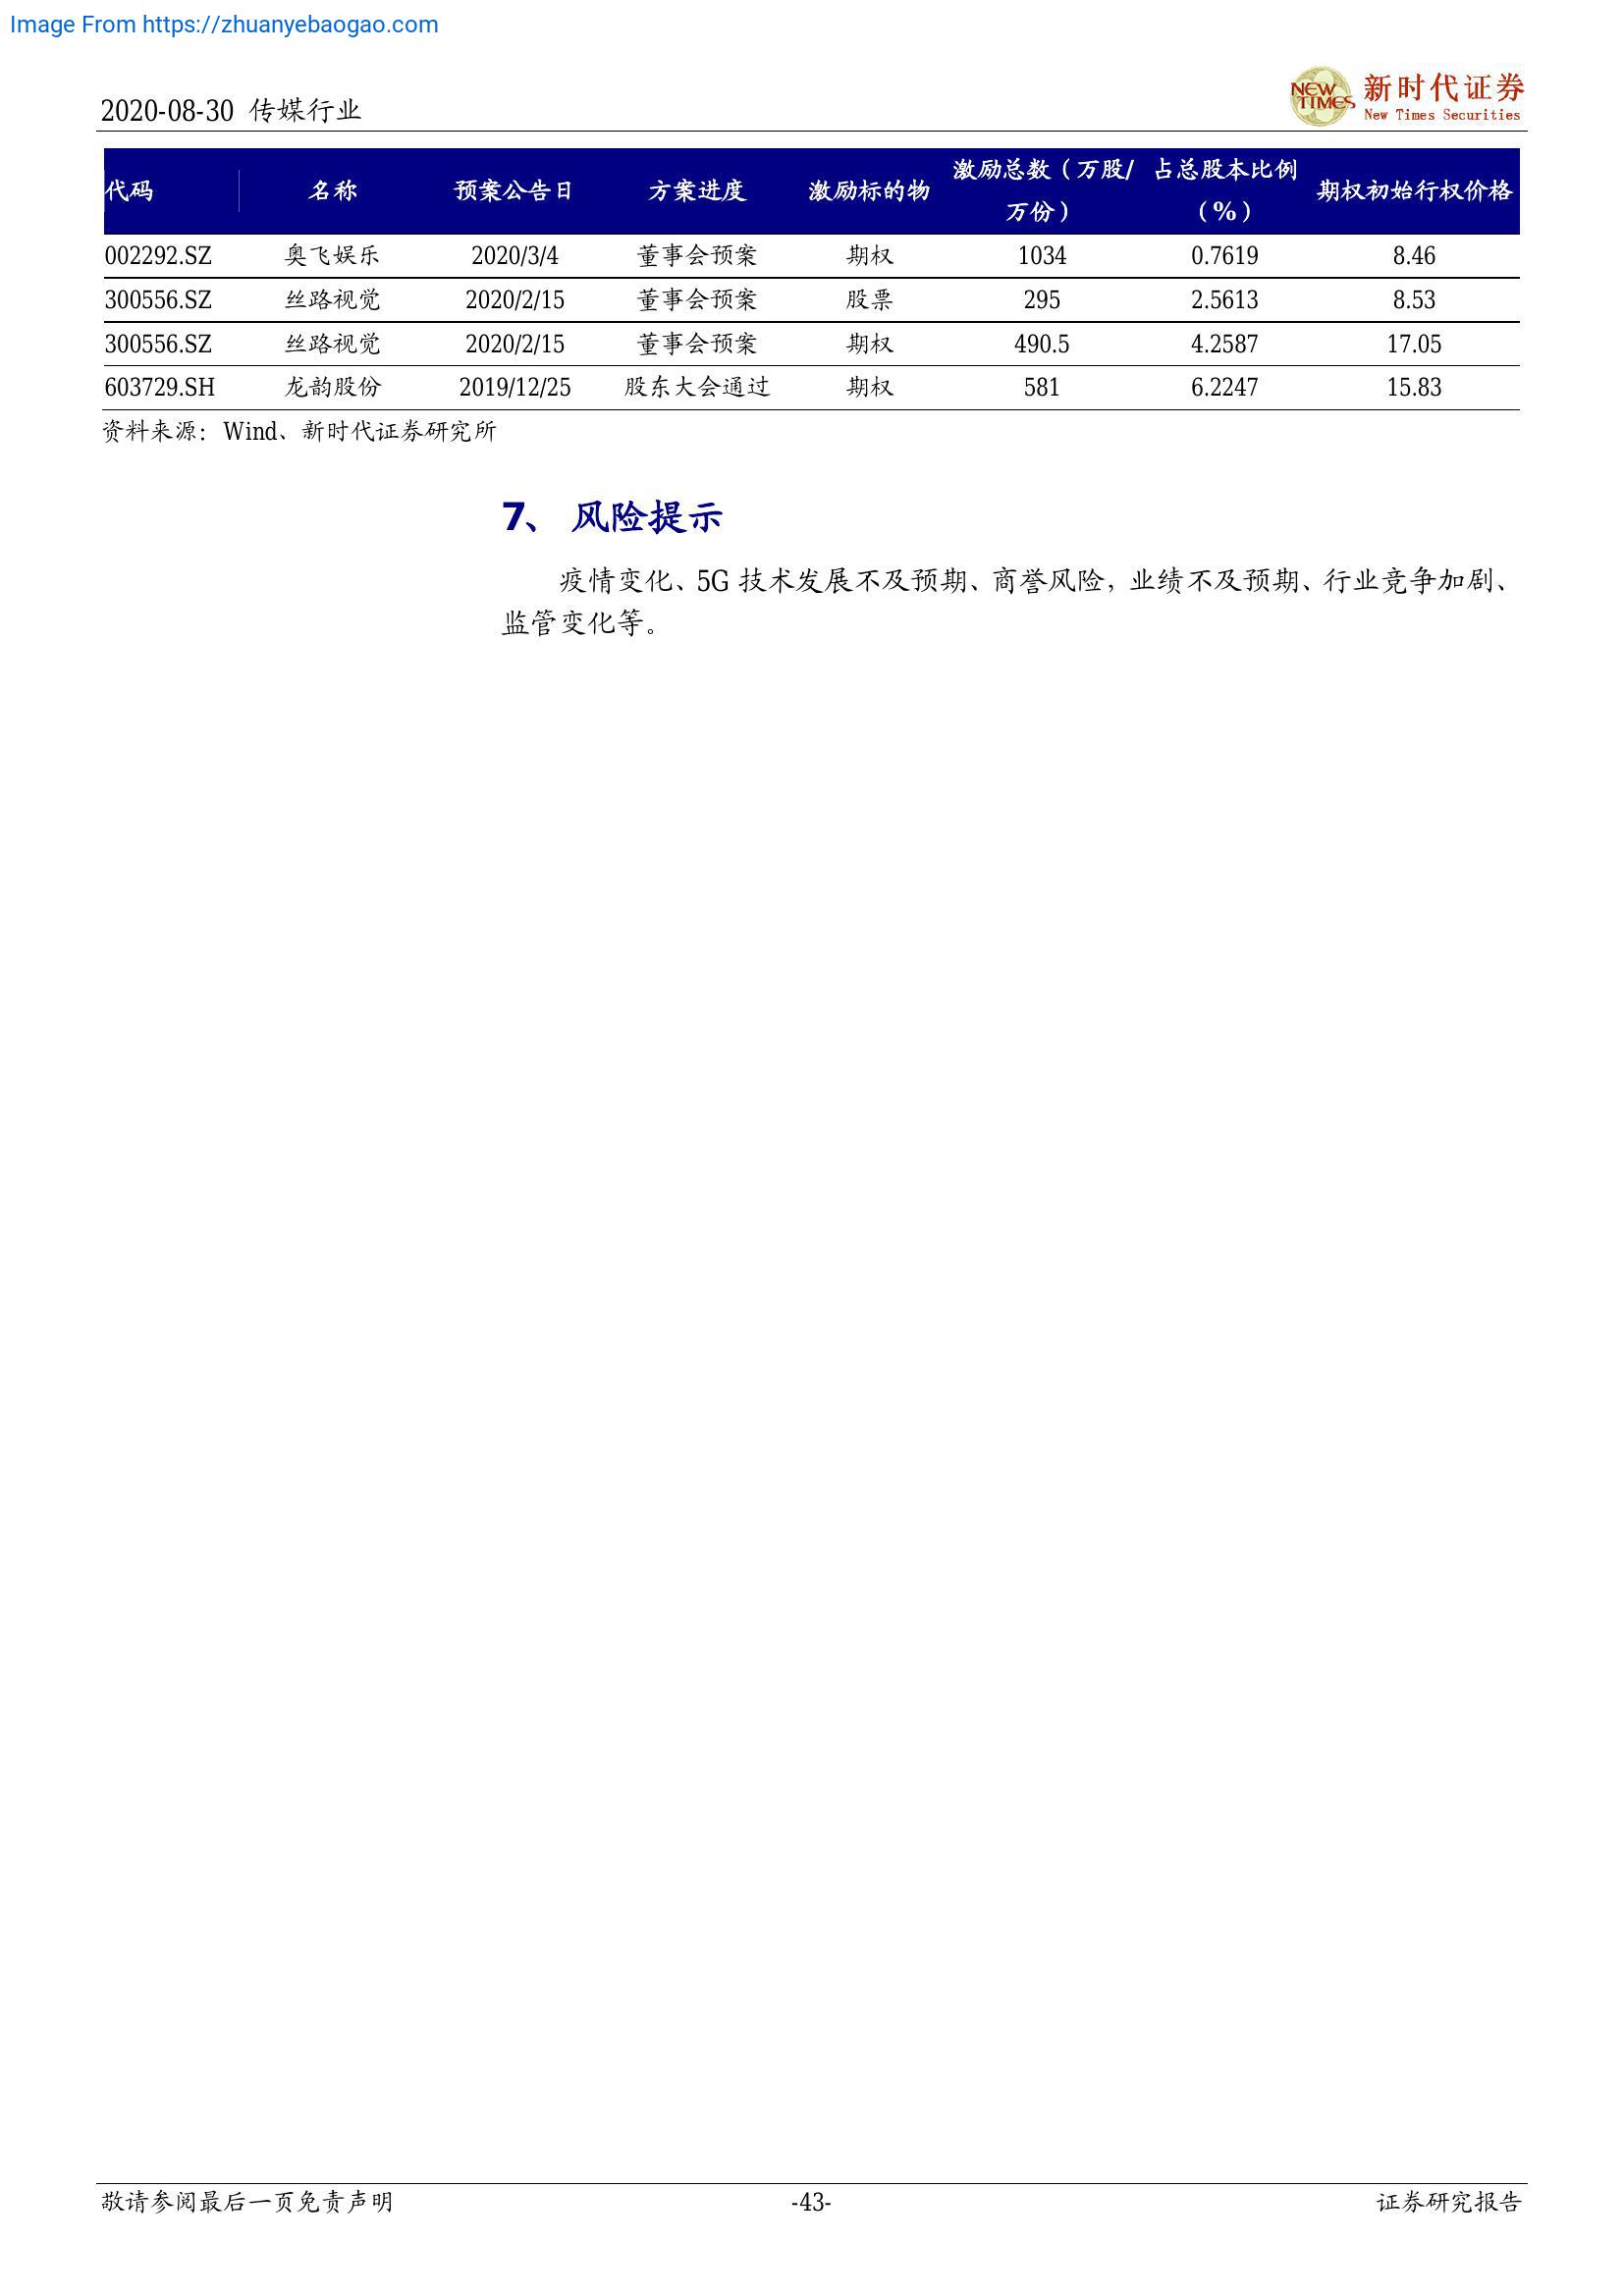 Image From https://zhuanyebaogao.com
2020-08-30 传媒行业
NEW TIMES
新时代证券
New Times Securities
代码 名称 预案公告日 方案进度 激励标的物 激励总数（万股/万份） 占总股本比例（%） 期权初始行权价格
002292.SZ 奥飞娱乐 2020/3/4 董事会预案 期权 1034 0.7619 8.46
300556.SZ 丝路视觉 2020/2/15 董事会预案 股票 295 2.5613 8.53
300556.SZ 丝路视觉 2020/2/15 董事会预案 期权 490.5 4.2587 17.05
603729.SH 龙韵股份 2019/12/25 股东大会通过 期权 581 6.2247 15.83
资料来源：Wind、新时代证券研究所
7、 风险提示
疫情变化、5G 技术发展不及预期、商誉风险，业绩不及预期、行业竞争加剧、
监管变化等。
敬请参阅最后一页免责声明 -43- 证券研究报告